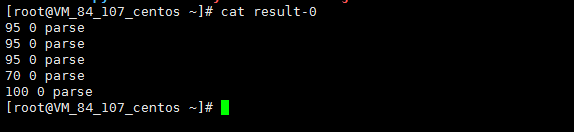 [root@VM_84_107_centos ~]# cat result-0
95 0 parse
95 0 parse
95 0 parse
70 0 parse
100 0 parse
[root@VM_84_107_centos ~]#